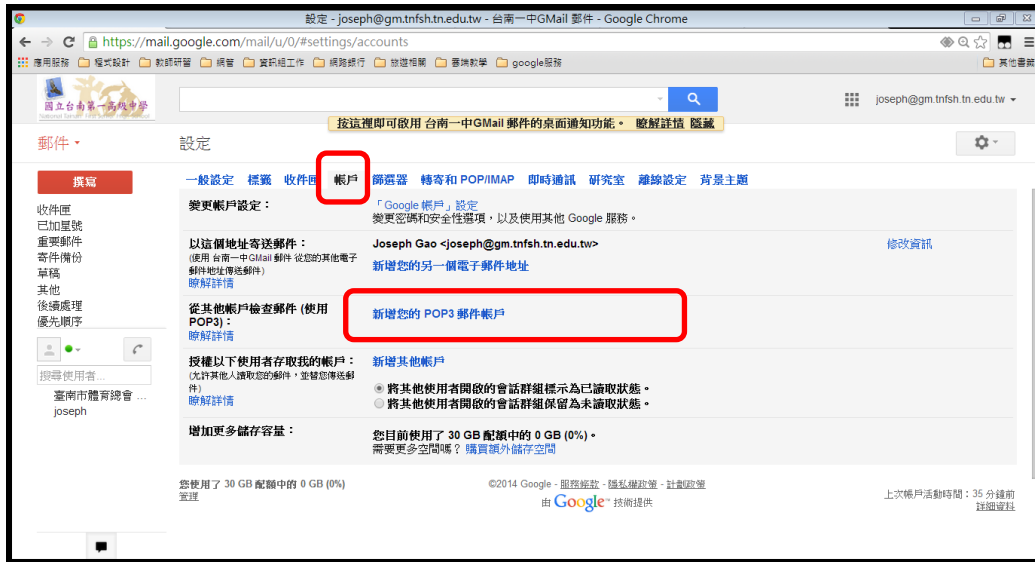 設定 - joseph@gm.tnfsh.tn.edu.tw - 台南一中GMail 郵件 - Google Chrome
https://mail.google.com/mail/u/0/#settings/accounts
應用服務 程式設計 教師研習 網管 資訊組工作 網路銀行 旅遊相關 雲端教學 google服務 其他書籤
國立台南第一高級中學
joseph@gm.tnfsh.tn.edu.tw
按這裡即可啟用 台南一中GMail 郵件的桌面通知功能。 瞭解詳情 隱藏
郵件
設定
撰寫
一般設定 標籤 收件匣 帳戶 篩選器 轉寄和 POP/IMAP 即時通訊 研究室 離線設定 背景主題
收件匣
已加星號
重要郵件
寄件備份
草稿
其他
後續處理
優先順序
搜尋使用者...
臺南市體育總會 ...
joseph
變更帳戶設定：
「Google 帳戶」設定
變更密碼和安全性選項，以及使用其他 Google 服務。
以這個地址寄送郵件：
(使用 台南一中GMail 郵件 從您的其他電子
郵件地址傳送郵件)
瞭解詳情
Joseph Gao <joseph@gm.tnfsh.tn.edu.tw>
修改資訊
新增您的另一個電子郵件地址
從其他帳戶檢查郵件 (使用
POP3)：
瞭解詳情
新增您的 POP3 郵件帳戶
授權以下使用者存取我的帳戶：
(允許其他人讀取您的郵件，並替您傳送郵
件)
瞭解詳情
新增其他帳戶
將其他使用者開啟的會話群組標示為已讀取狀態。
將其他使用者開啟的會話群組保留為未讀取狀態。
增加更多儲存容量：
您目前使用了 30 GB 配額中的 0 GB (0%)。
需要更多空間嗎？ 購買額外儲存空間
您使用了 30 GB 配額中的 0 GB (0%)
管理
©2014 Google - 服務條款 - 隱私權政策 - 計劃政策
由 Google™ 技術提供
上次帳戶活動時間：35 分鐘前
詳細資料